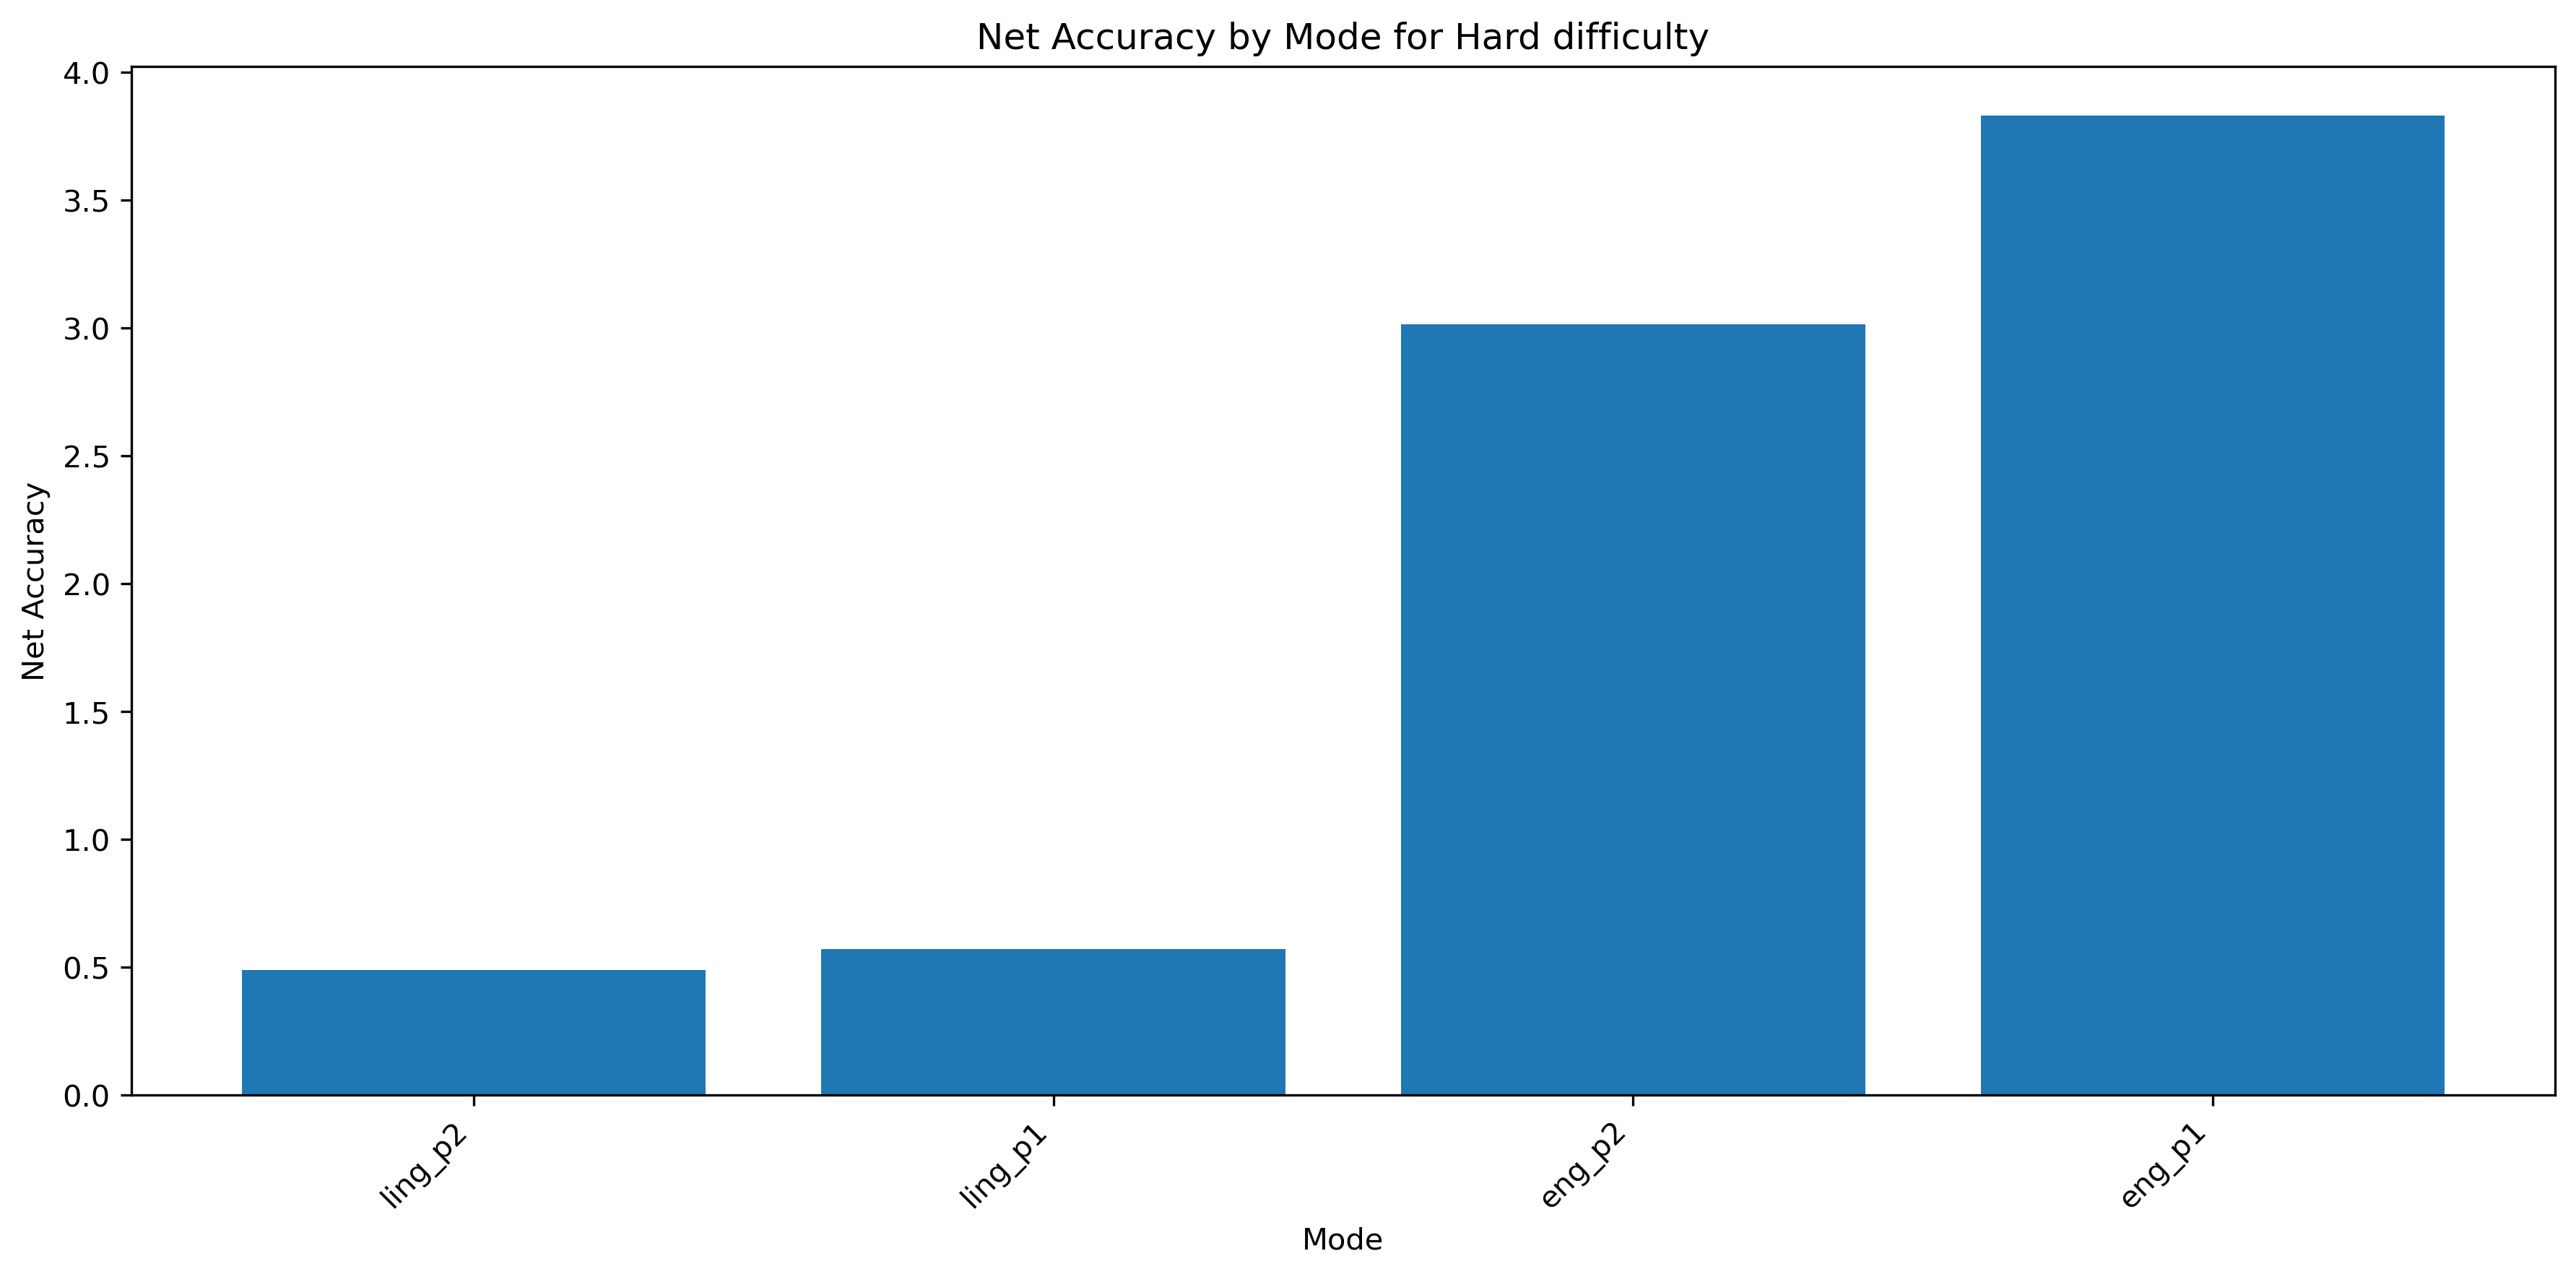 Net Accuracy by Mode for Hard difficulty
4.0
3.5
3.0
2.5
2.0
1.5
1.0
0.5
0.0
Net Accuracy
ling_p2
ling_p1
eng_p2
eng_p1
Mode